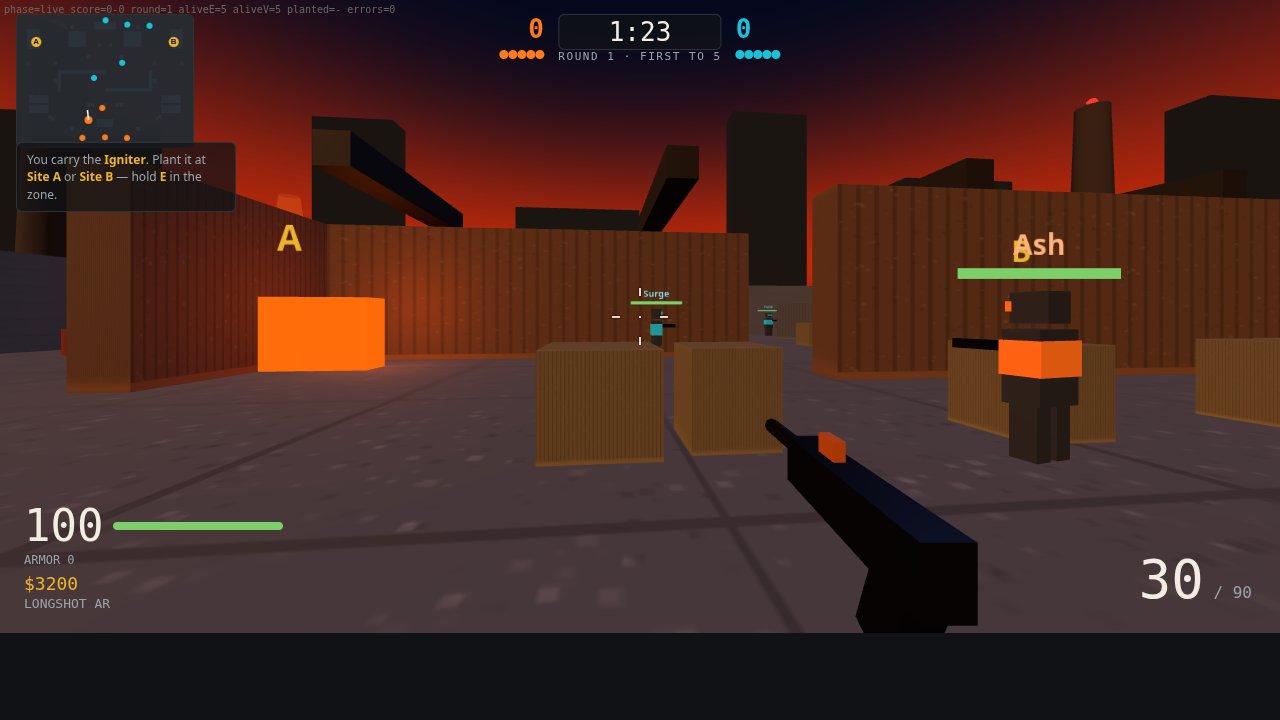 phase=live score=0-0 round=1 aliveE=5 aliveV=5 planted=- errors=0
A
B
0
1:23
0
ROUND 1 · FIRST TO 5
You carry the Igniter. Plant it at
Site A or Site B — hold E in the
zone.
A
B
Ash
Surge
100
ARMOR 0
$3200
LONGSHOT AR
30 / 90